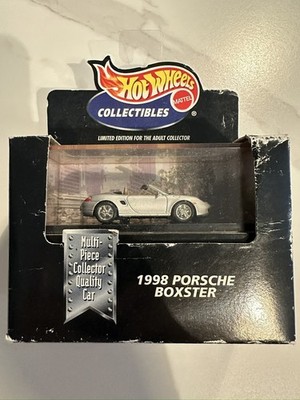 Hot Wheels
MATTEL
COLLECTIBLES ®
LIMITED EDITION FOR THE ADULT COLLECTOR
Multi-
Piece
Collector
Quality
Car
1998 PORSCHE
BOXSTER